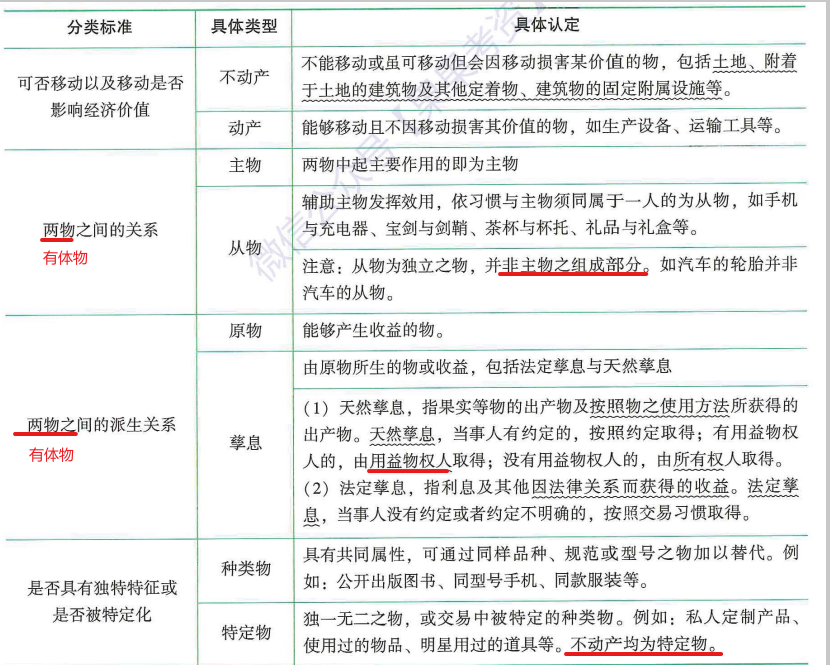 分类标准 具体类型 具体认定
可否移动以及移动是否
影响经济价值
不动产
不能移动或虽可移动但会因移动损害某价值的物，包括土地、附着
于土地的建筑物及其他定着物、建筑物的固定附属设施等。
动产
能够移动且不因移动损害其价值的物，如生产设备、运输工具等。
两物之间的关系
有体物
主物
两物中起主要作用的即为主物
从物
辅助主物发挥效用，依习惯与主物须同属于一人的为从物，如手机
与充电器、宝剑与剑鞘、茶杯与杯托、礼品与礼盒等。
注意：从物为独立之物，并非主物之组成部分。如汽车的轮胎并非
汽车的从物。
两物之间的派生关系
有体物
原物
能够产生收益的物。
孳息
由原物所生的物或收益，包括法定孳息与天然孳息
（1）天然孳息，指果实等物的出产物及按照物之使用方法所获得的
出产物。天然孳息，当事人有约定的，按照约定取得；有用益物权
人的，由用益物权人取得；没有用益物权人的，由所有权人取得。
（2）法定孳息，指利息及其他因法律关系而获得的收益。法定孳
息，当事人没有约定或者约定不明确的，按照交易习惯取得。
是否具有独特特征或
是否被特定化
种类物
具有共同属性，可通过同样品种、规范或型号之物加以替代。例
如：公开出版图书、同型号手机、同款服装等。
特定物
独一无二之物，或交易中被特定的种类物。例如：私人定制产品、
使用过的物品、明星用过的道具等。不动产均为特定物。
微信公众号